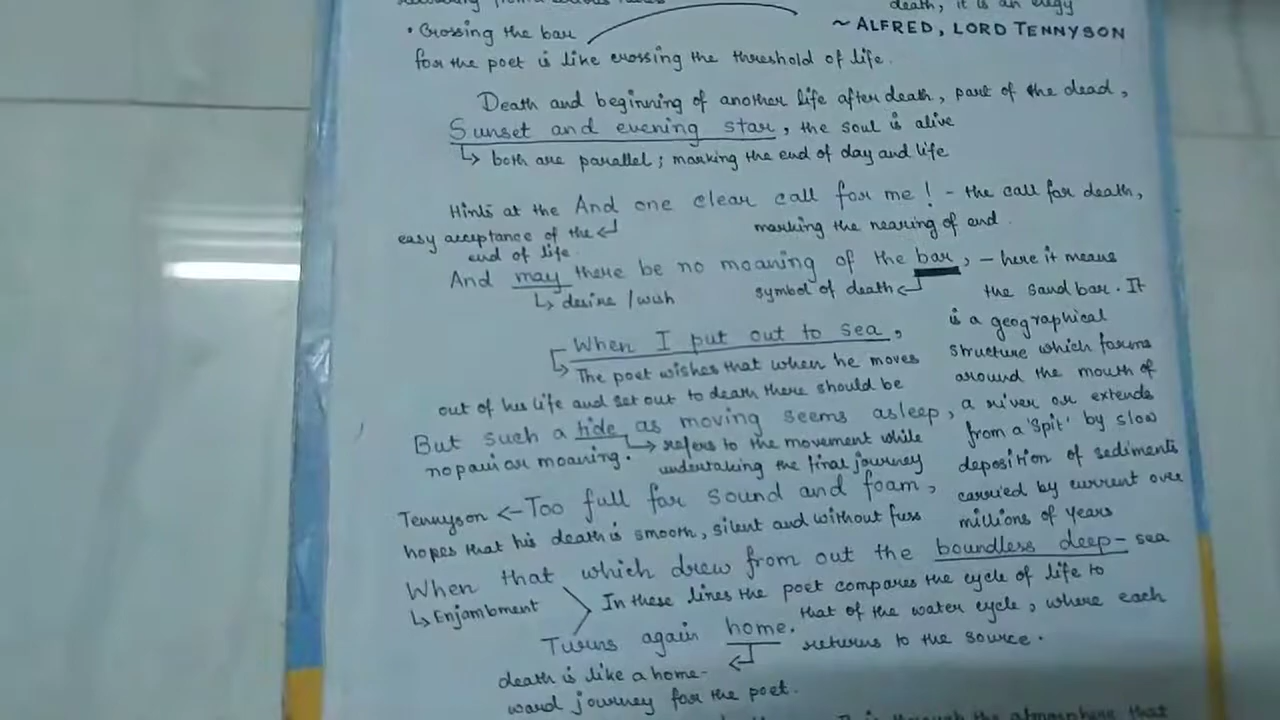 death, it is an elegy
• Crossing the bar
~ ALFRED, LORD TENNYSON
for the poet is like crossing the threshold of life.
Death and beginning of another life after death, part of the dead,
Sunset and evening star, the soul is alive
↳ both are parallel; marking the end of day and life
Hints at the And one clear call for me! - the call for death,
easy acceptance of the marking the nearing of end.
end of life.
And may there be no moaning of the bar, - here it means
↳ desire / wish symbol of death the sand bar. It
When I put out to sea, is a geographical
↳ The poet wishes that when he moves structure which forms
out of his life and set out to death there should be around the mouth of
But such a tide as moving seems asleep, a river or extends
no pain or moaning. → refers to the movement while from a 'spit' by slow
undertaking the final journey deposition of sediments
Tennyson ← Too full for sound and foam, carried by current over
hopes that his death is smooth, silent and without fuss millions of years
When that which drew from out the boundless deep - sea
↳ Enjambment In these lines the poet compares the cycle of life to
that of the water cycle, where each
Turns again home. returns to the source.
death is like a home-
ward journey for the poet.
It is through the atmosphere that